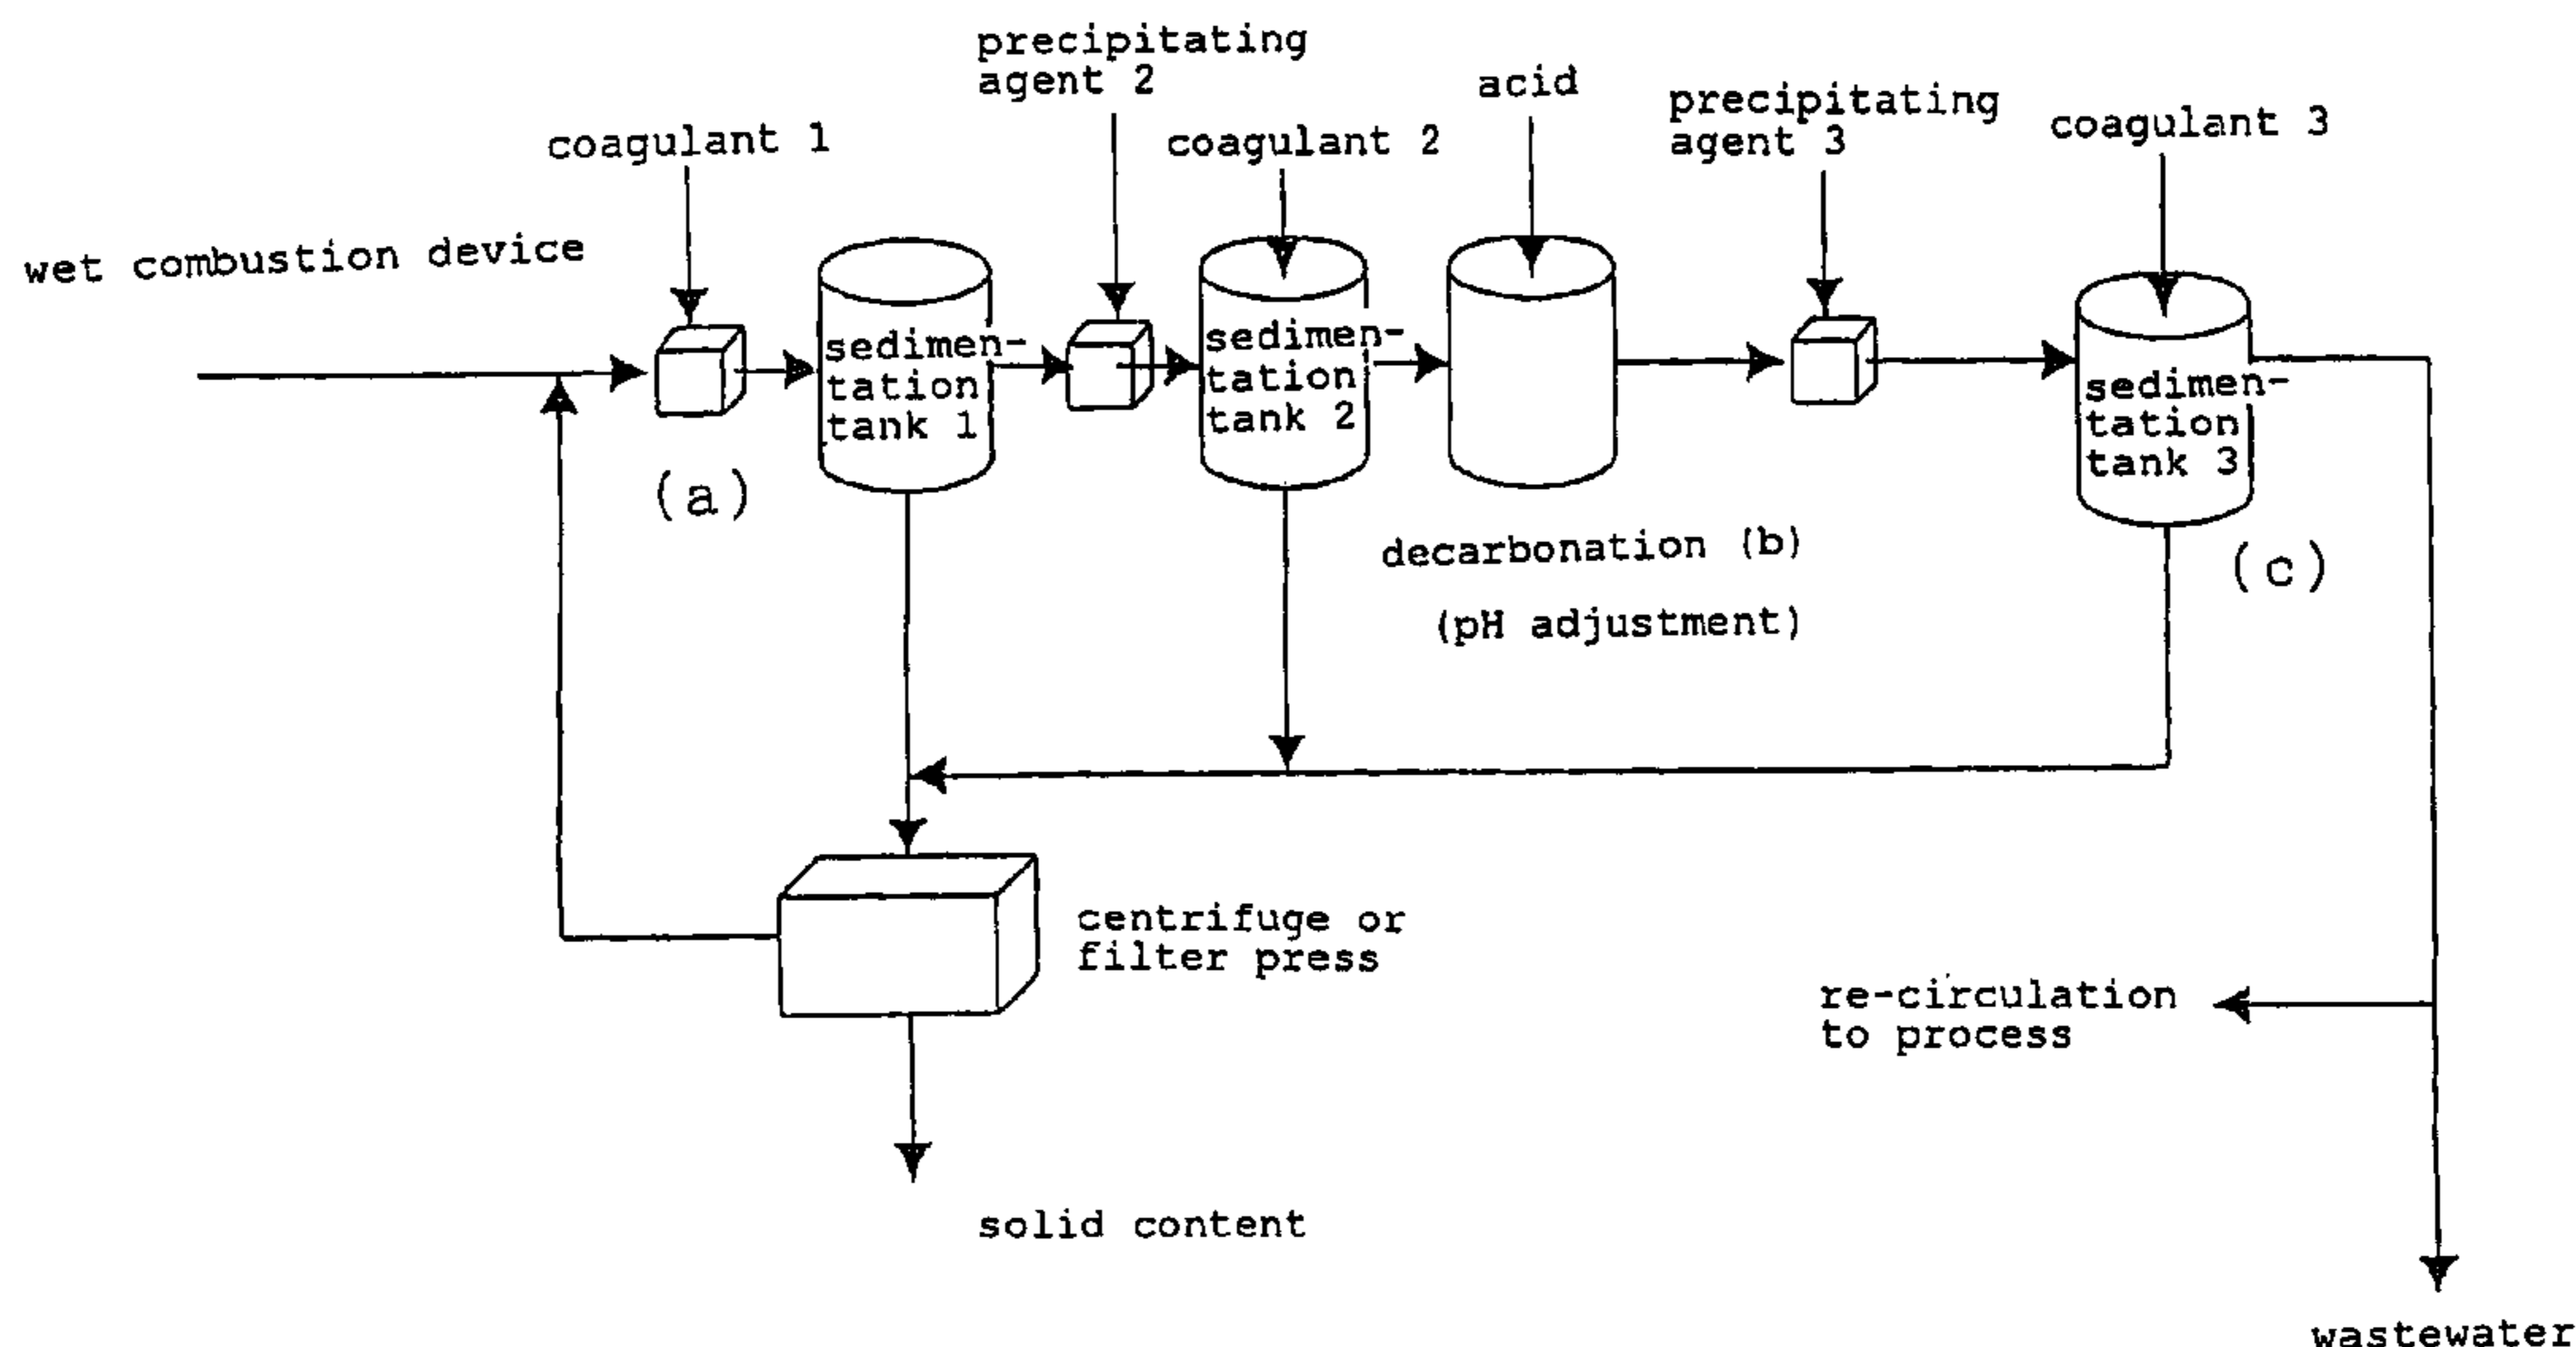 precipitating
agent 2
acid
precipitating
agent 3
coagulant 3
coagulant 1
coagulant 2
wet combustion device
sedimen-
tation
tank 1
sedimen-
tation
tank 2
sedimen-
tation
tank 3
(a)
decarbonation (b)
(pH adjustment)
(c)
centrifuge or
filter press
re-circulation
to process
solid content
wastewater